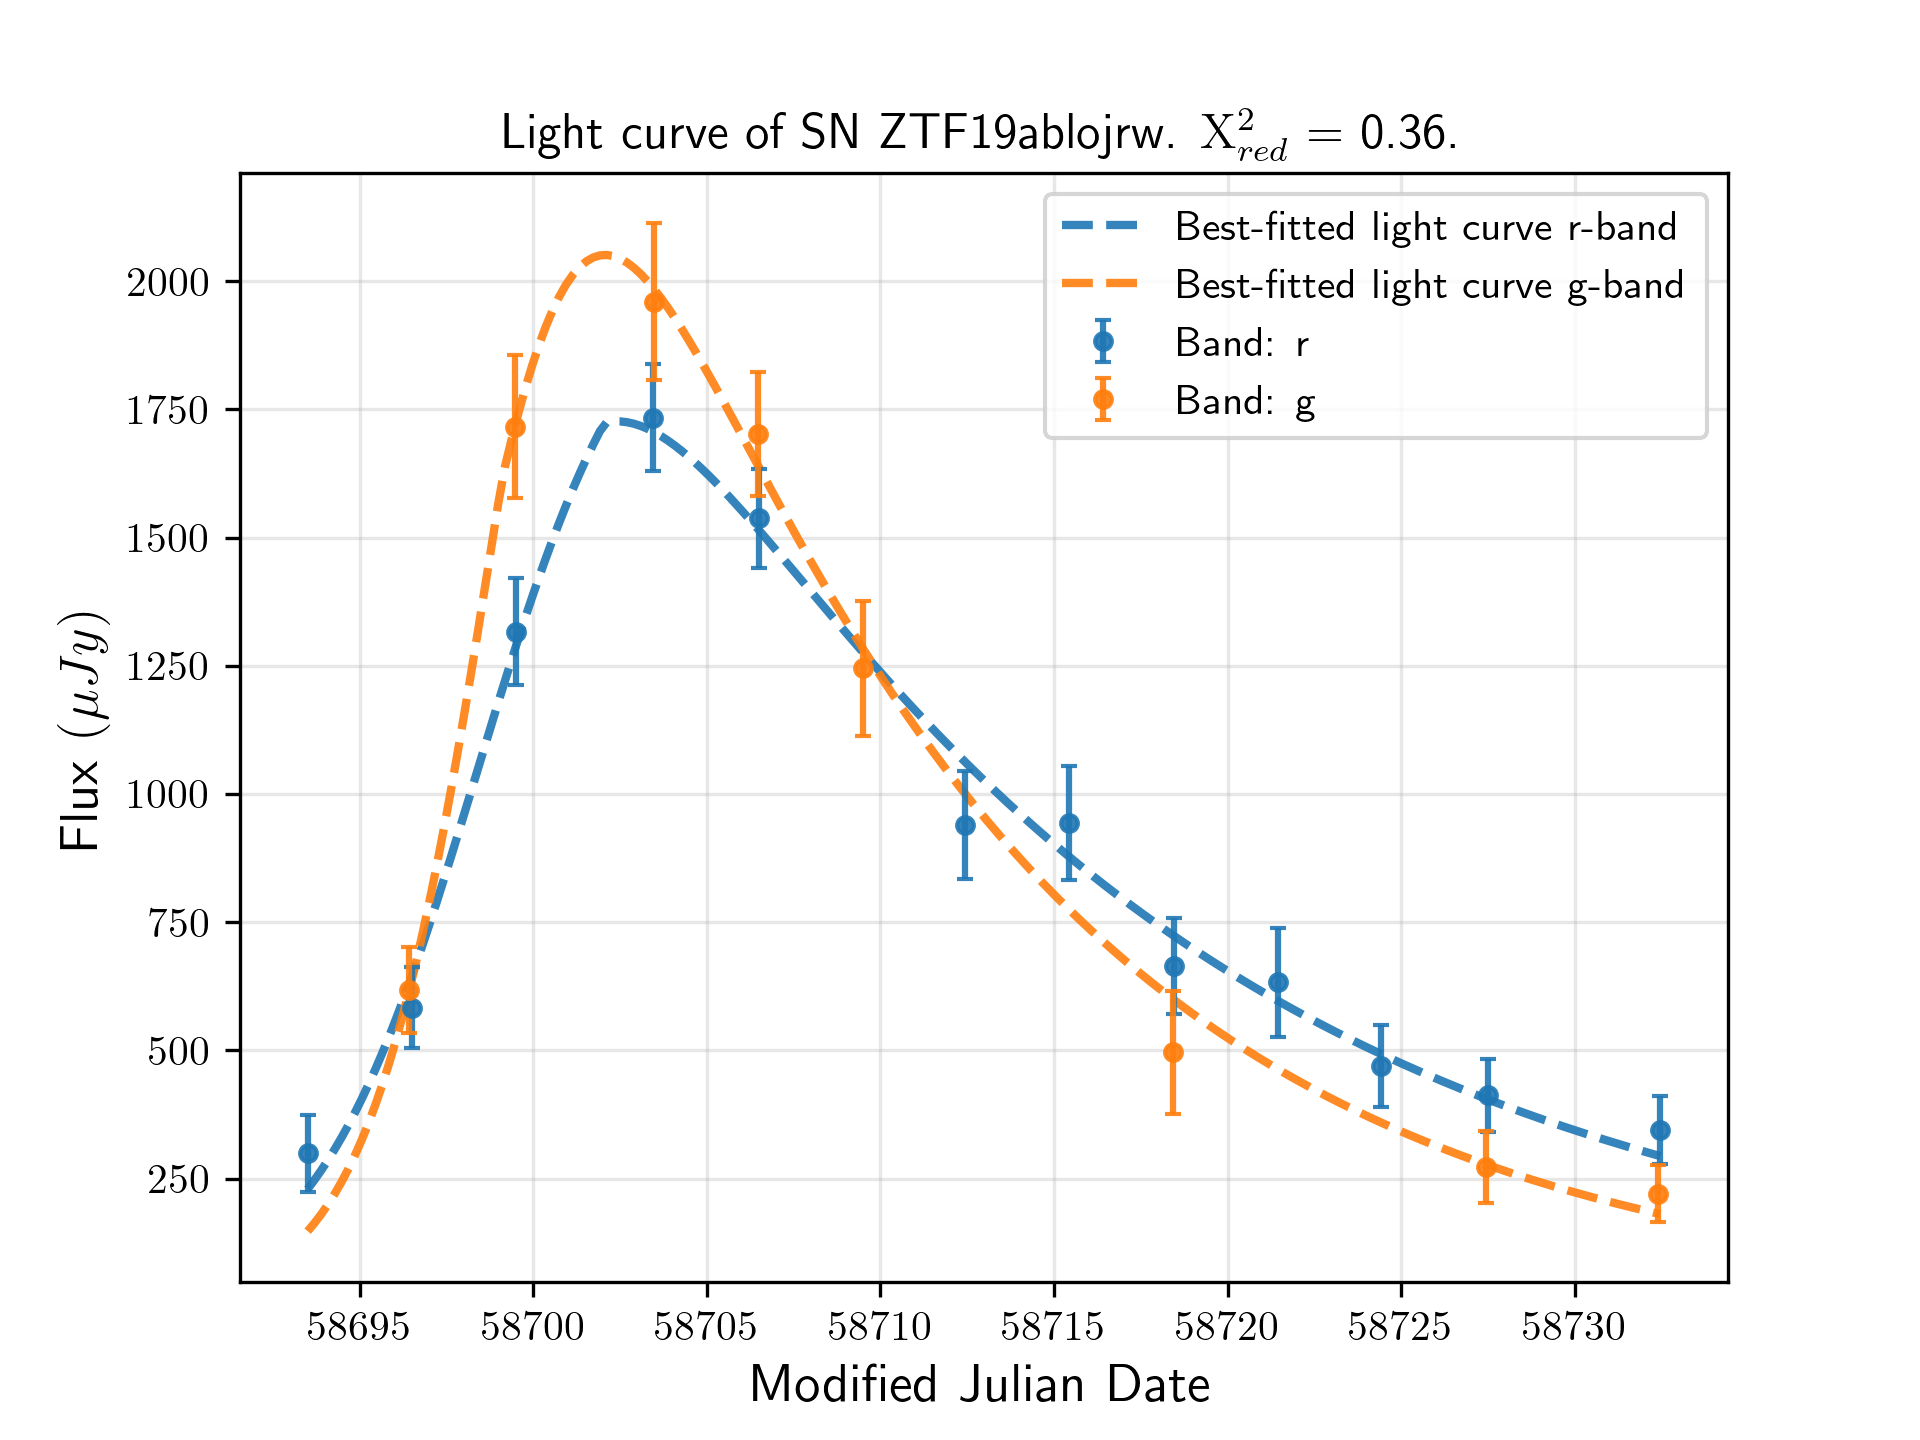 Light curve of SN ZTF19ablojrw. X²_red = 0.36.
Best-fitted light curve r-band
Best-fitted light curve g-band
Band: r
Band: g
2000
1750
1500
1250
1000
750
500
250
Flux (μJy)
58695 58700 58705 58710 58715 58720 58725 58730
Modified Julian Date